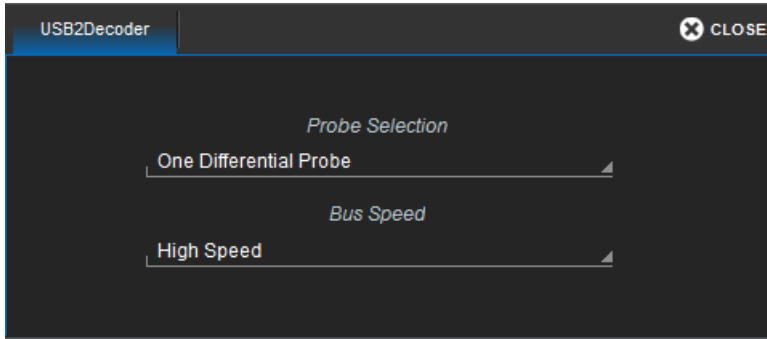 USB2Decoder
CLOSE
Probe Selection
One Differential Probe
Bus Speed
High Speed